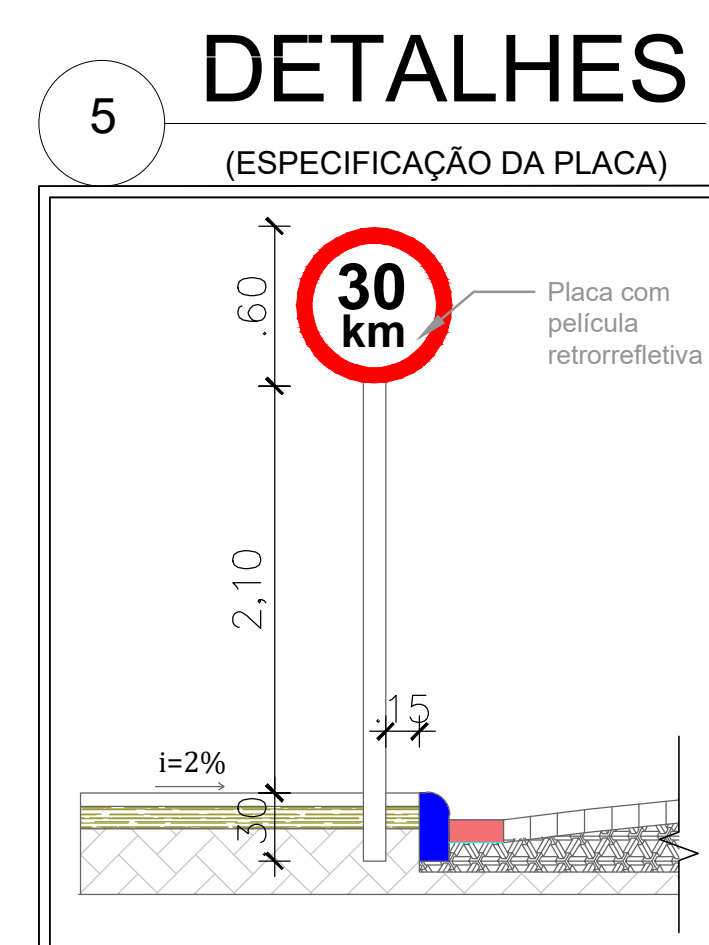 DETALHES
5
(ESPECIFICAÇÃO DA PLACA)
.60
30
km
Placa com
película
retrorrefletiva
2,10
.15
i=2%
30